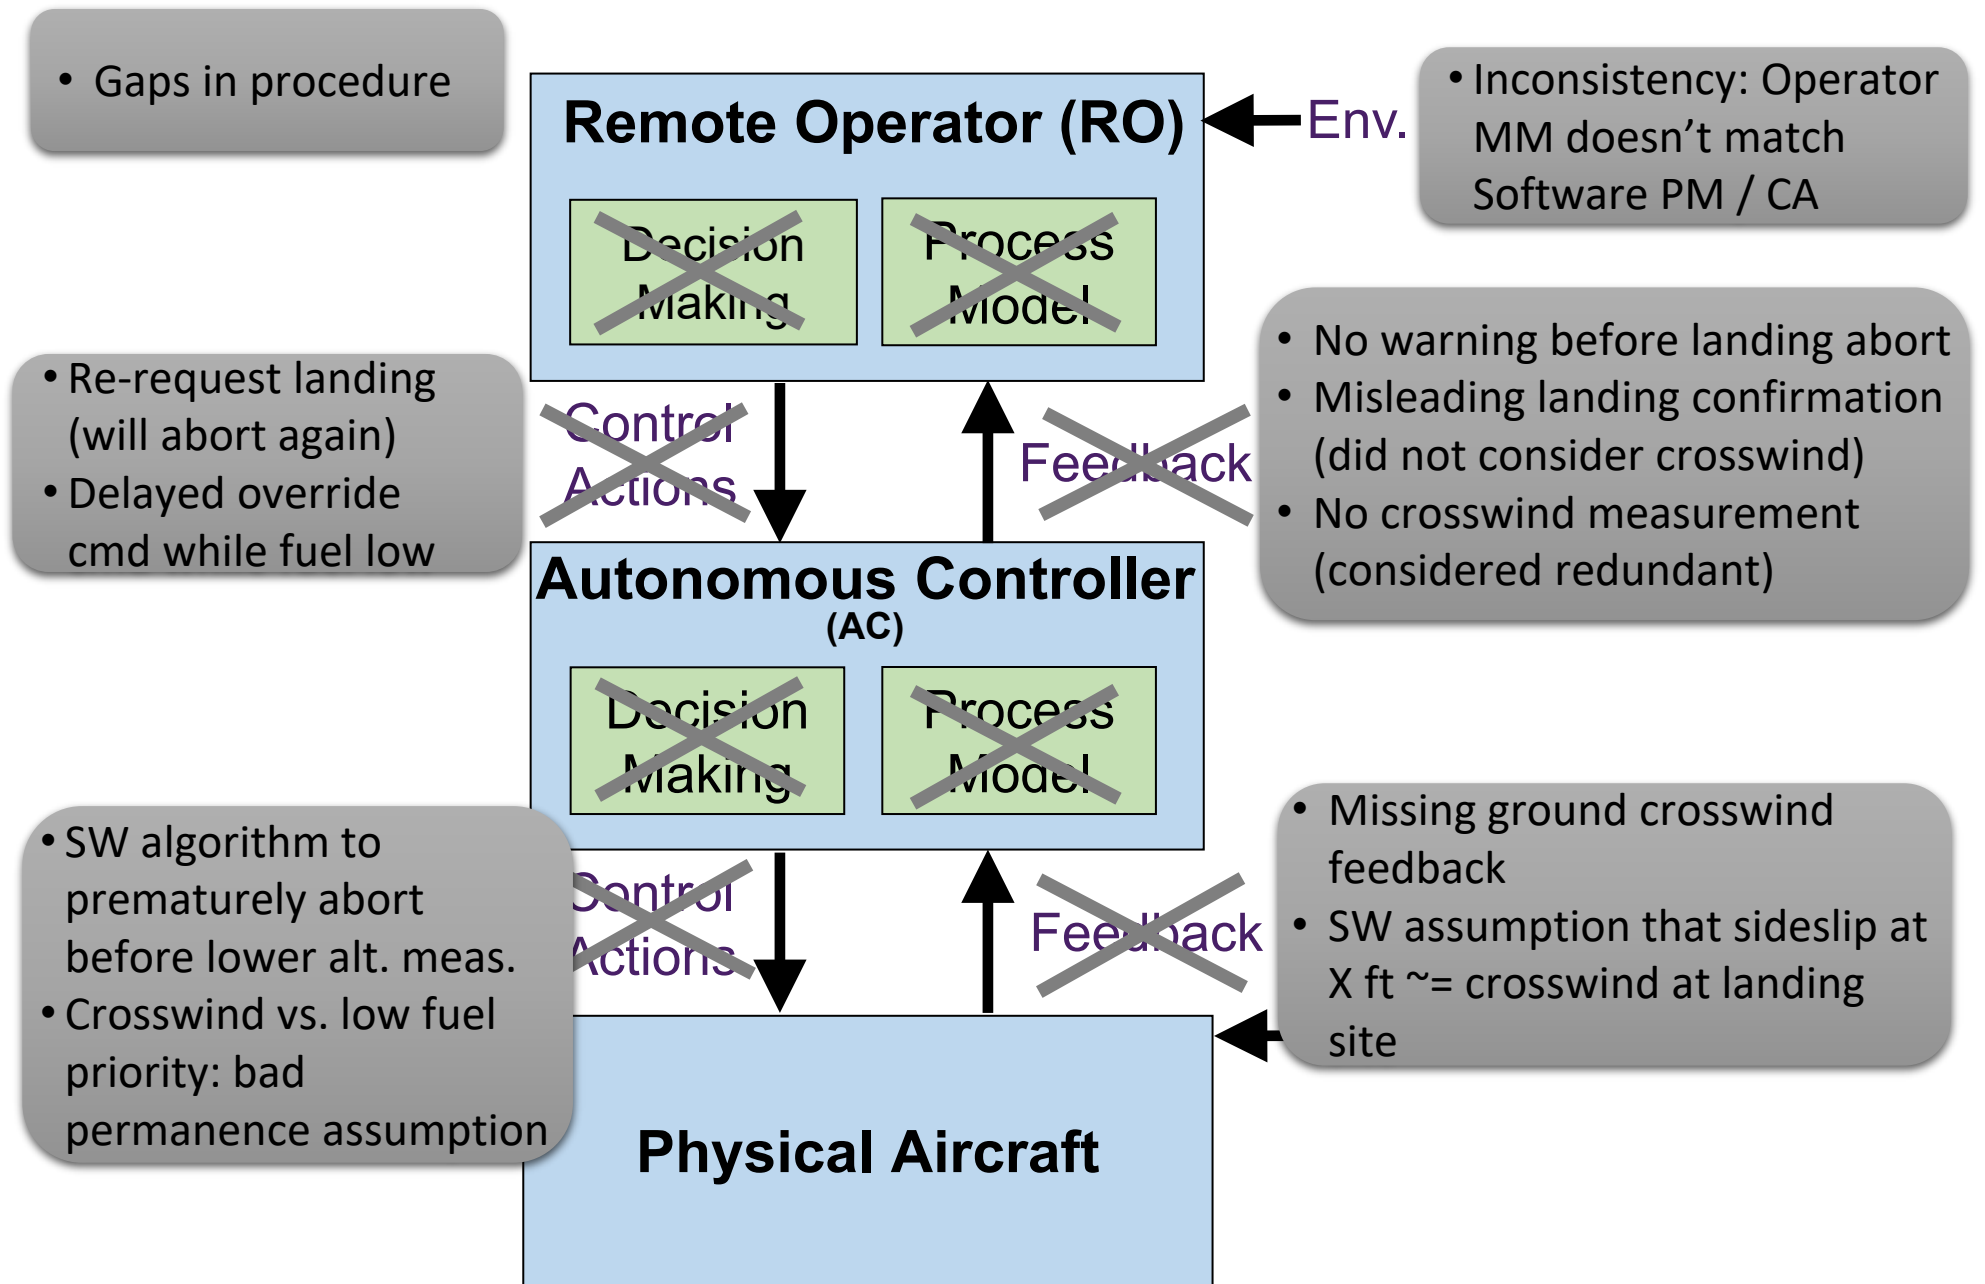 • Gaps in procedure
Remote Operator (RO)
Env.
• Inconsistency: Operator
MM doesn't match
Software PM / CA
Decision
Making
Process
Model
• Re-request landing
(will abort again)
• Delayed override
cmd while fuel low
Control
Actions
Feedback
• No warning before landing abort
• Misleading landing confirmation
(did not consider crosswind)
• No crosswind measurement
(considered redundant)
Autonomous Controller
(AC)
Decision
Making
Process
Model
• SW algorithm to
prematurely abort
before lower alt. meas.
• Crosswind vs. low fuel
priority: bad
permanence assumption
Control
Actions
Feedback
• Missing ground crosswind
feedback
• SW assumption that sideslip at
X ft ~= crosswind at landing
site
Physical Aircraft